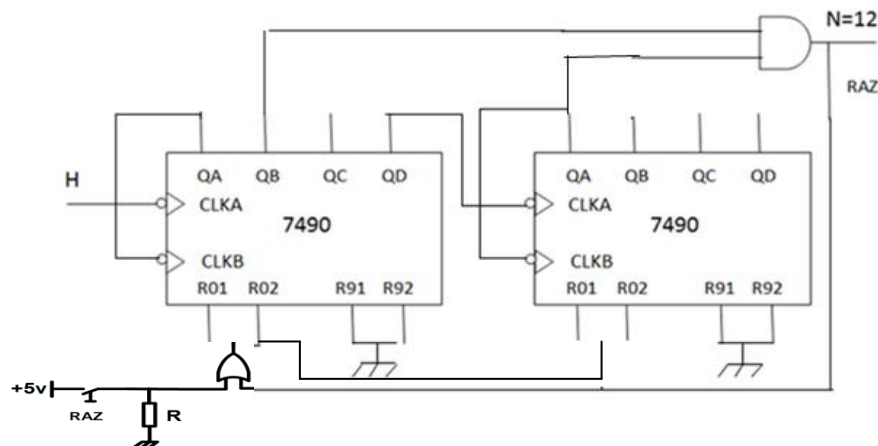 N=12
RAZ
QA QB QC QD
QA QB QC QD
H
CLKA
CLKA
7490
7490
CLKB
CLKB
R01 R02 R91 R92
R01 R02 R91 R92
+5v
RAZ
R